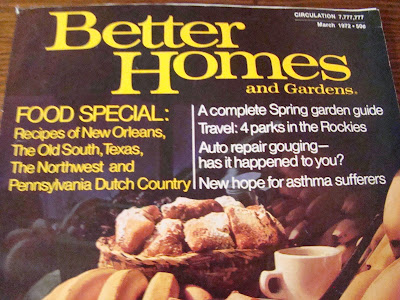 CIRCULATION 7,777,777
March 1972 • 60¢
Better
Homes
and Gardens®
FOOD SPECIAL:
Recipes of New Orleans,
The Old South, Texas,
The Northwest and
Pennsylvania Dutch Country
A complete Spring garden guide
Travel: 4 parks in the Rockies
Auto repair gouging—
has it happened to you?
New hope for asthma sufferers